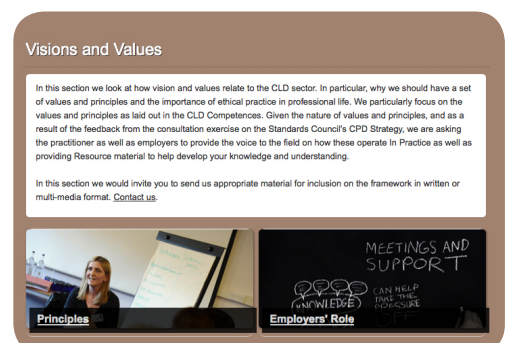 Visions and Values
In this section we look at how vision and values relate to the CLD sector. In particular, why we should have a set
of values and principles and the importance of ethical practice in professional life. We particularly focus on the
values and principles as laid out in the CLD Competences. Given the nature of values and principles, and as a
result of the feedback from the consultation exercise on the Standards Council's CPD Strategy, we are asking
the practitioner as well as employers to provide the voice to the field on how these operate In Practice as well as
providing Resource material to help develop your knowledge and understanding.
In this section we would invite you to send us appropriate material for inclusion on the framework in written or
multi-media format. Contact us.
MEETINGS AND
SUPPORT
CAN HELP
TAKE THE
PRESSURE
OFF
KNOWLEDGE
Principles
Employers' Role